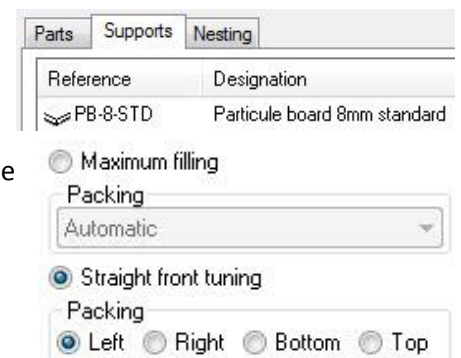 Parts Supports Nesting
Reference Designation
PB-8-STD Particule board 8mm standard
e
Maximum filling
Packing
Automatic
Straight front tuning
Packing
Left Right Bottom Top